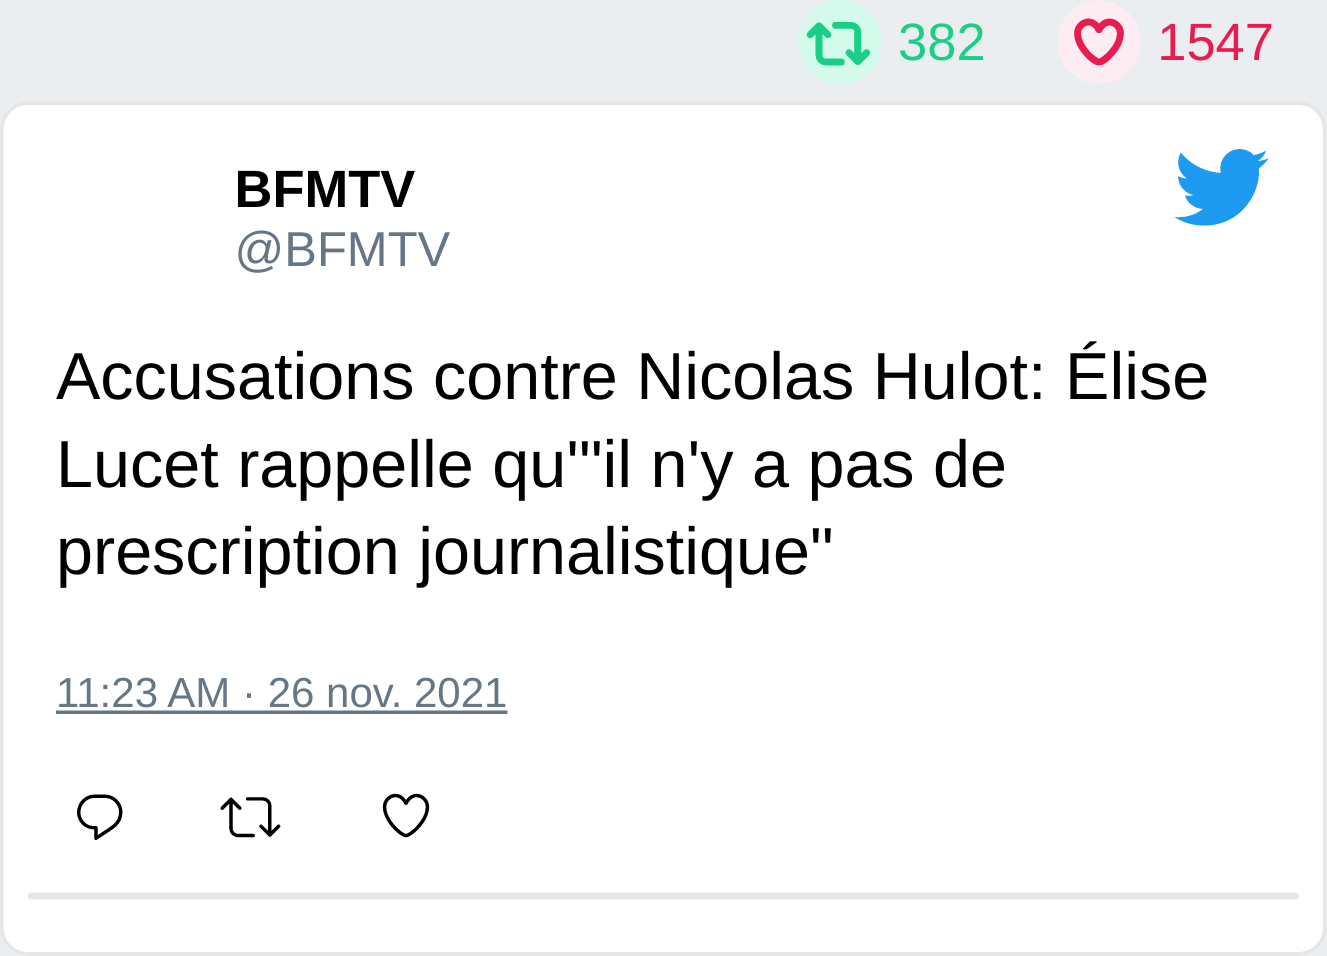 382 1547
BFMTV
@BFMTV
Accusations contre Nicolas Hulot: Élise
Lucet rappelle qu'"il n'y a pas de
prescription journalistique"
11:23 AM · 26 nov. 2021